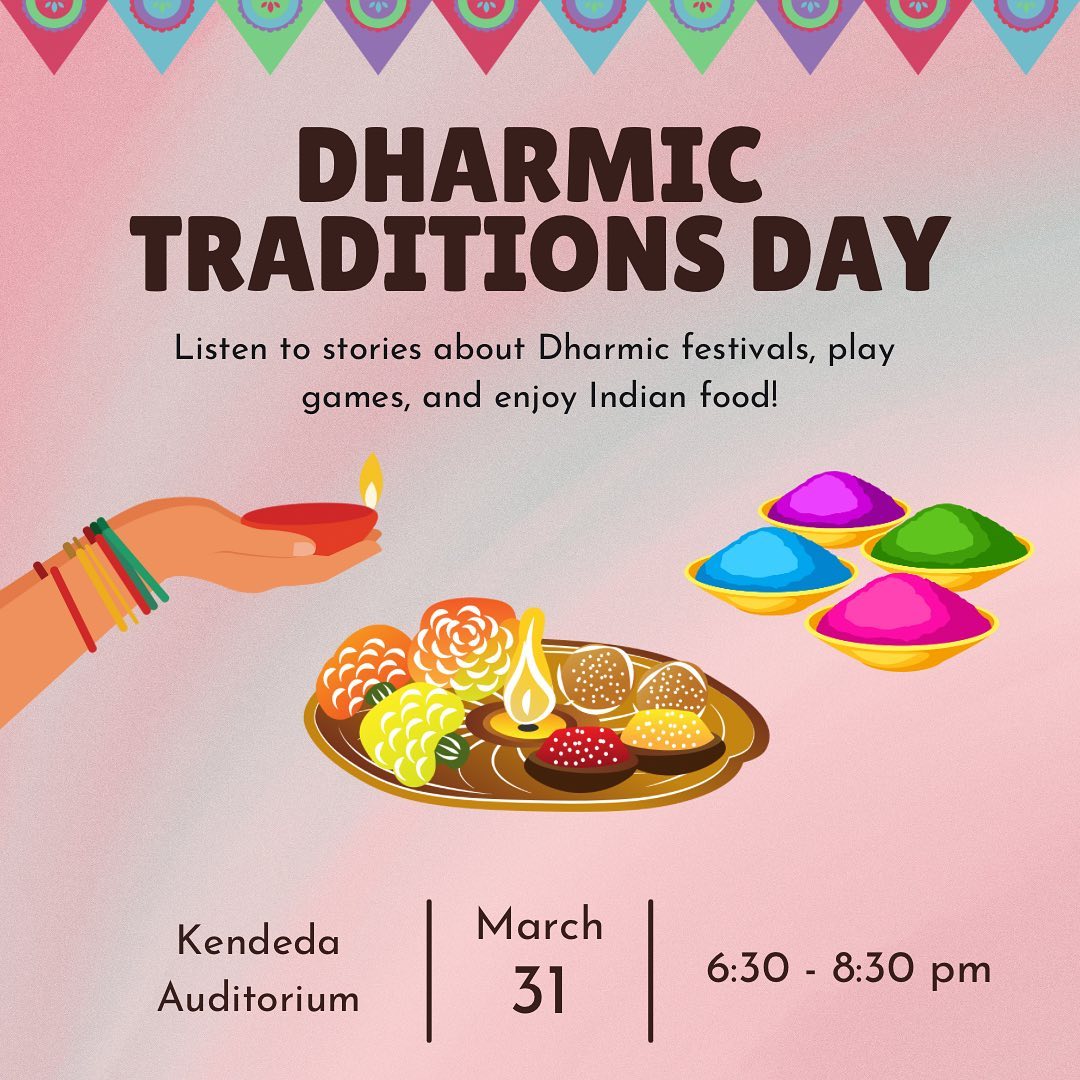 DHARMIC
TRADITIONS DAY
Listen to stories about Dharmic festivals, play
games, and enjoy Indian food!
Kendeda
Auditorium
March
31
6:30 - 8:30 pm